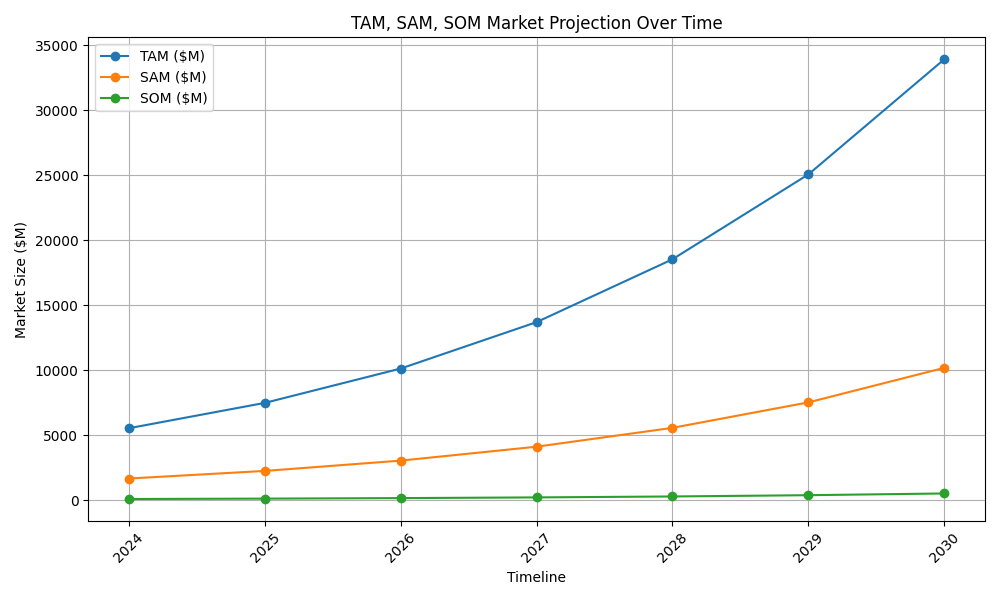 TAM, SAM, SOM Market Projection Over Time
TAM ($M)
SAM ($M)
SOM ($M)
Market Size ($M)
35000
30000
25000
20000
15000
10000
5000
0
2024
2025
2026
2027
2028
2029
2030
Timeline